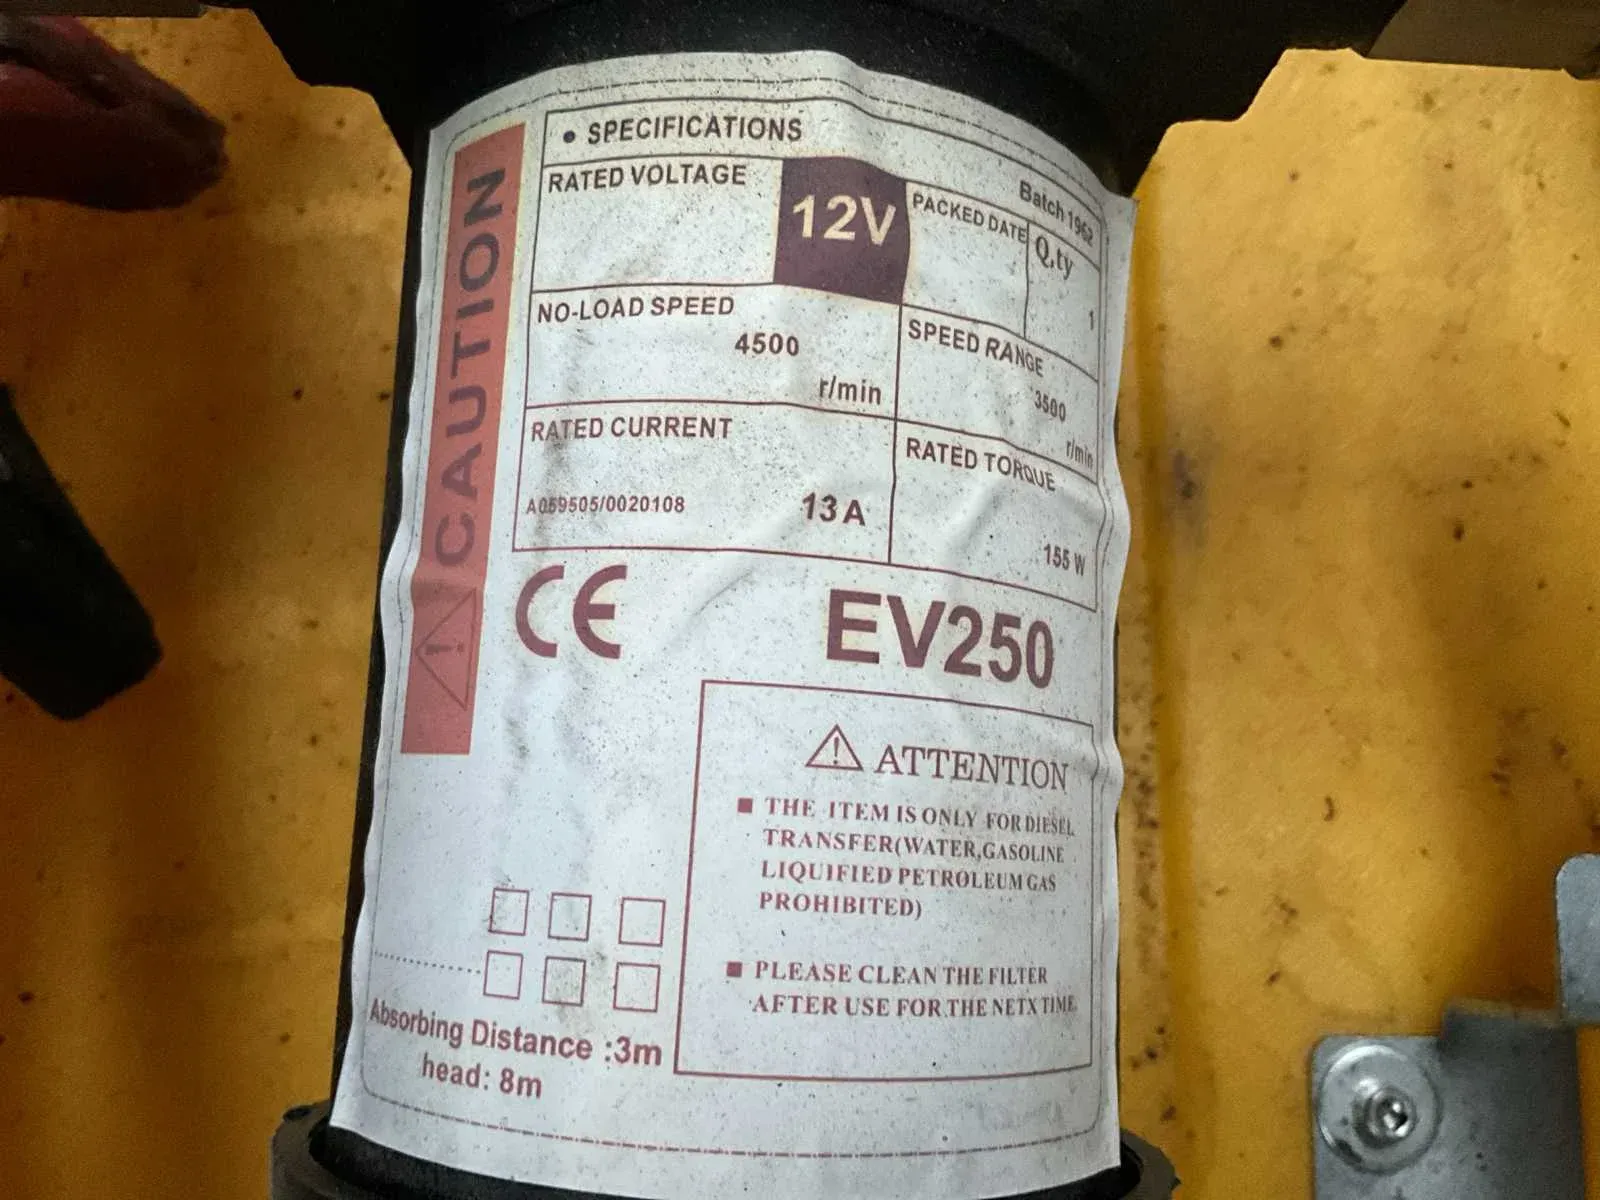 CAUTION
• SPECIFICATIONS
Batch 1962
RATED VOLTAGE
12V
PACKED DATE
Q,ty
1
NO-LOAD SPEED
4500
r/min
SPEED RANGE
3500
r/min
RATED CURRENT
A059505/0020108
13 A
RATED TORQUE
155 W
CE
EV250
ATTENTION
■ THE ITEM IS ONLY FOR DIESEL
TRANSFER(WATER,GASOLINE
LIQUIFIED PETROLEUM GAS
PROHIBITED)
■ PLEASE CLEAN THE FILTER
AFTER USE FOR THE NETX TIME
Absorbing Distance :3m
head: 8m